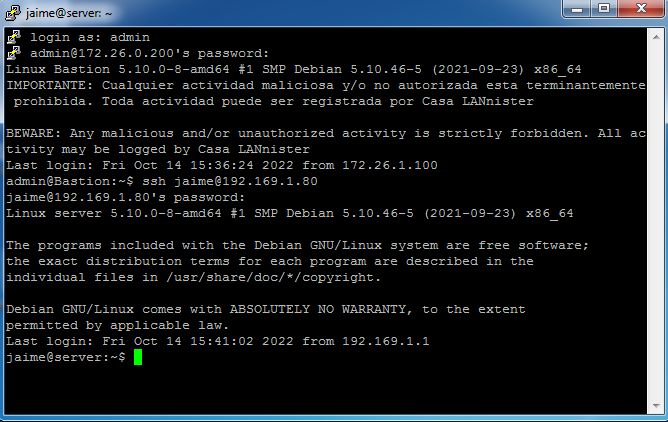 jaime@server: ~
login as: admin
admin@172.26.0.200's password:
Linux Bastion 5.10.0-8-amd64 #1 SMP Debian 5.10.46-5 (2021-09-23) x86_64
IMPORTANTE: Cualquier actividad maliciosa y/o no autorizada esta terminantemente
prohibida. Toda actividad puede ser registrada por Casa LANnister
BEWARE: Any malicious and/or unauthorized activity is strictly forbidden. All ac
tivity may be logged by Casa LANnister
Last login: Fri Oct 14 15:36:24 2022 from 172.26.1.100
admin@Bastion:~$ ssh jaime@192.169.1.80
jaime@192.169.1.80's password:
Linux server 5.10.0-8-amd64 #1 SMP Debian 5.10.46-5 (2021-09-23) x86_64
The programs included with the Debian GNU/Linux system are free software;
the exact distribution terms for each program are described in the
individual files in /usr/share/doc/*/copyright.
Debian GNU/Linux comes with ABSOLUTELY NO WARRANTY, to the extent
permitted by applicable law.
Last login: Fri Oct 14 15:41:02 2022 from 192.169.1.1
jaime@server:~$